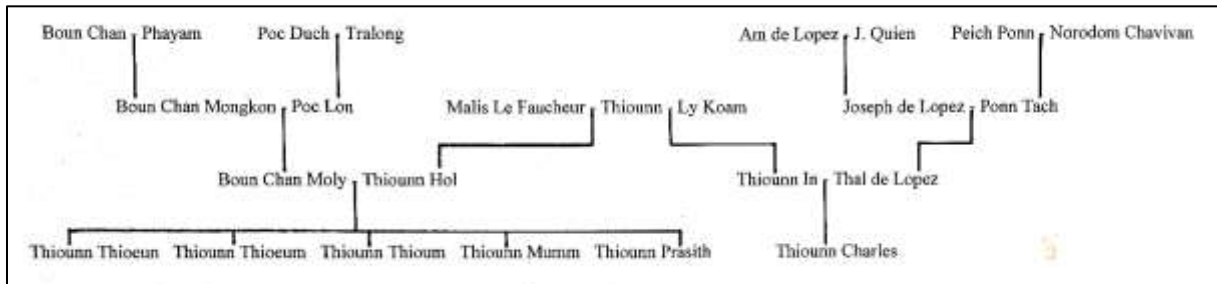 Boun Chan Phayam Poc Duch Tralong Am de Lopez J. Quien Peich Ponn Norodom Chavivan
Boun Chan Mongkon Poc Lon Malis Le Faucheur Thiounn Ly Koam Joseph de Lopez Ponn Tach
Boun Chan Moly Thiounn Hol Thiounn In Thal de Lopez
Thiounn Thioeun Thiounn Thioeum Thiounn Thioum Thiounn Mumm Thiounn Prasith Thiounn Charles